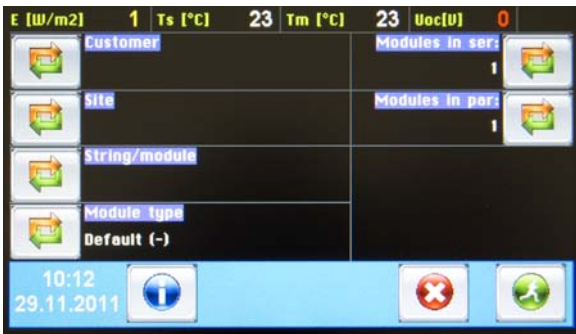 E [W/m2] 1 Ts [°C] 23 Tm [°C] 23 Uoc[U] 0
Customer
Modules in ser:
1
Site
Modules in par:
1
String/module
Module type
Default (-)
10:12
29.11.2011